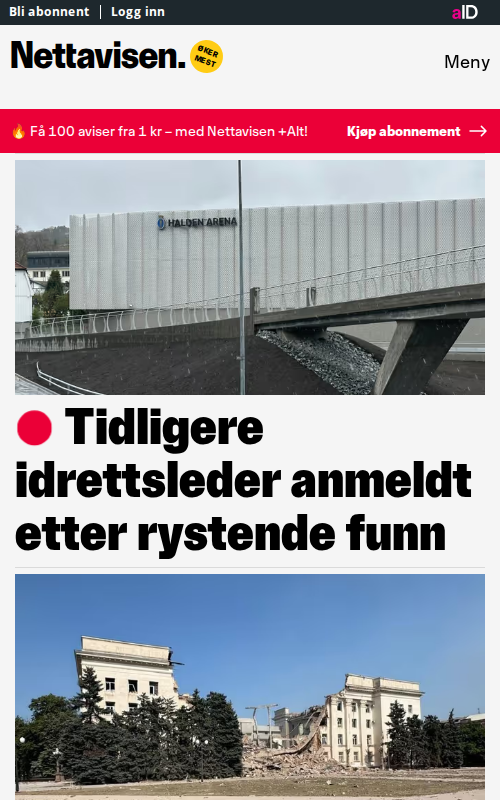 Bli abonnent | Logg inn
aID
Nettavisen.
ØKER
MEST
Meny
🔥 Få 100 aviser fra 1 kr – med Nettavisen +Alt!
Kjøp abonnement →
HALDEN ARENA
Tidligere
idrettsleder anmeldt
etter rystende funn